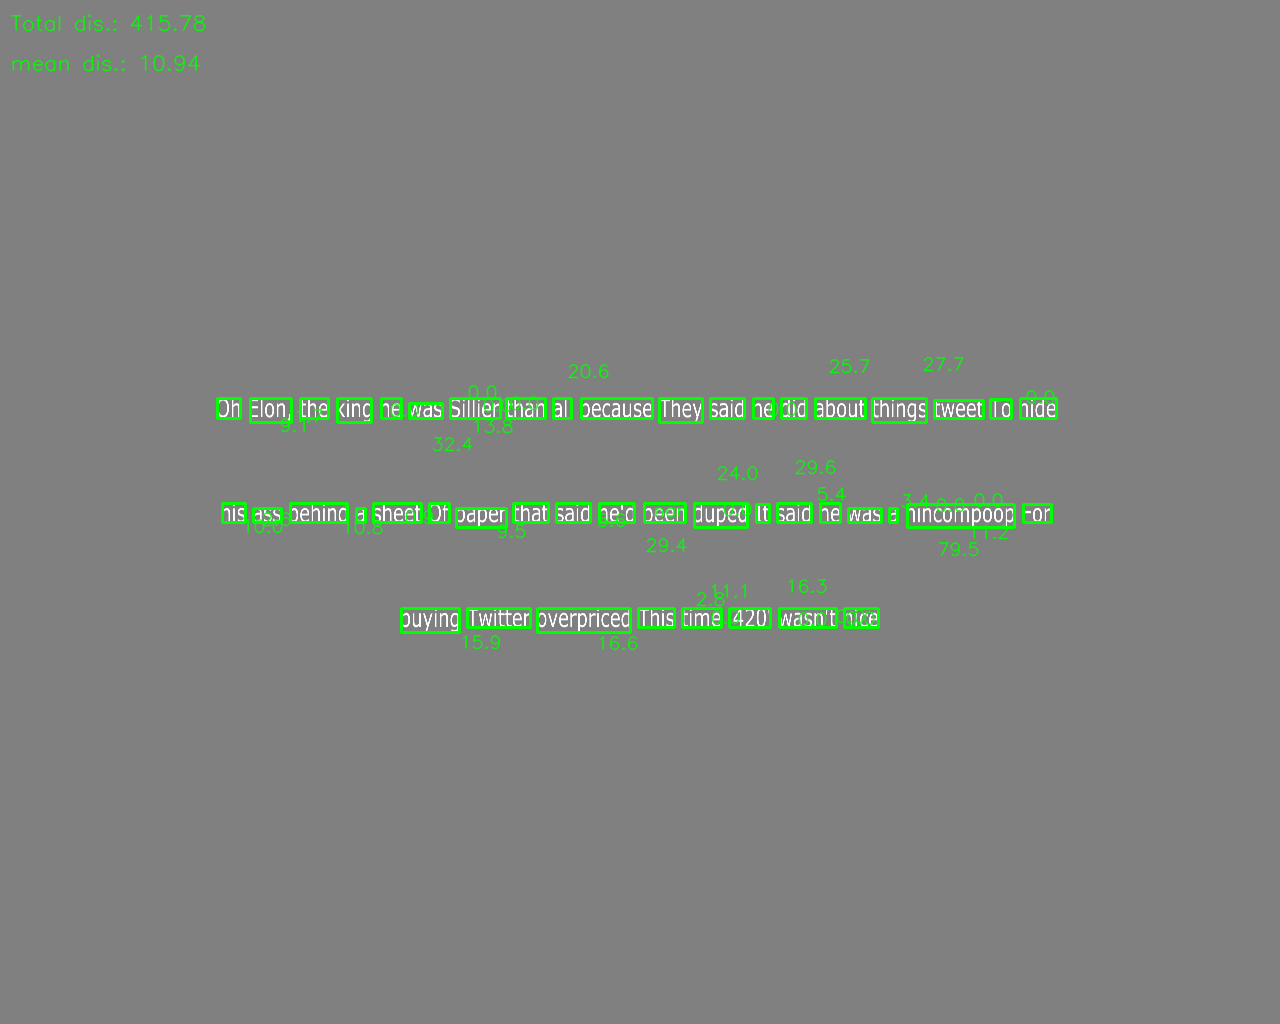 Total dis.: 415.78
mean dis.: 10.94
20.6 25.7 27.7
Oh Elon, the king he was Sillier than all because They said he did about things tweet To hide
0.0 0.0
9.1 13.8
32.4
24.0 29.6
5.4 3.4 0.0 0.0
his ass behind a sheet Of paper that said he'd been duped It said he was a nincompoop For
9.5 11.2
29.4 79.5
11.1 16.3
2.8
buying Twitter overpriced This time '420' wasn't nice
15.9 16.6